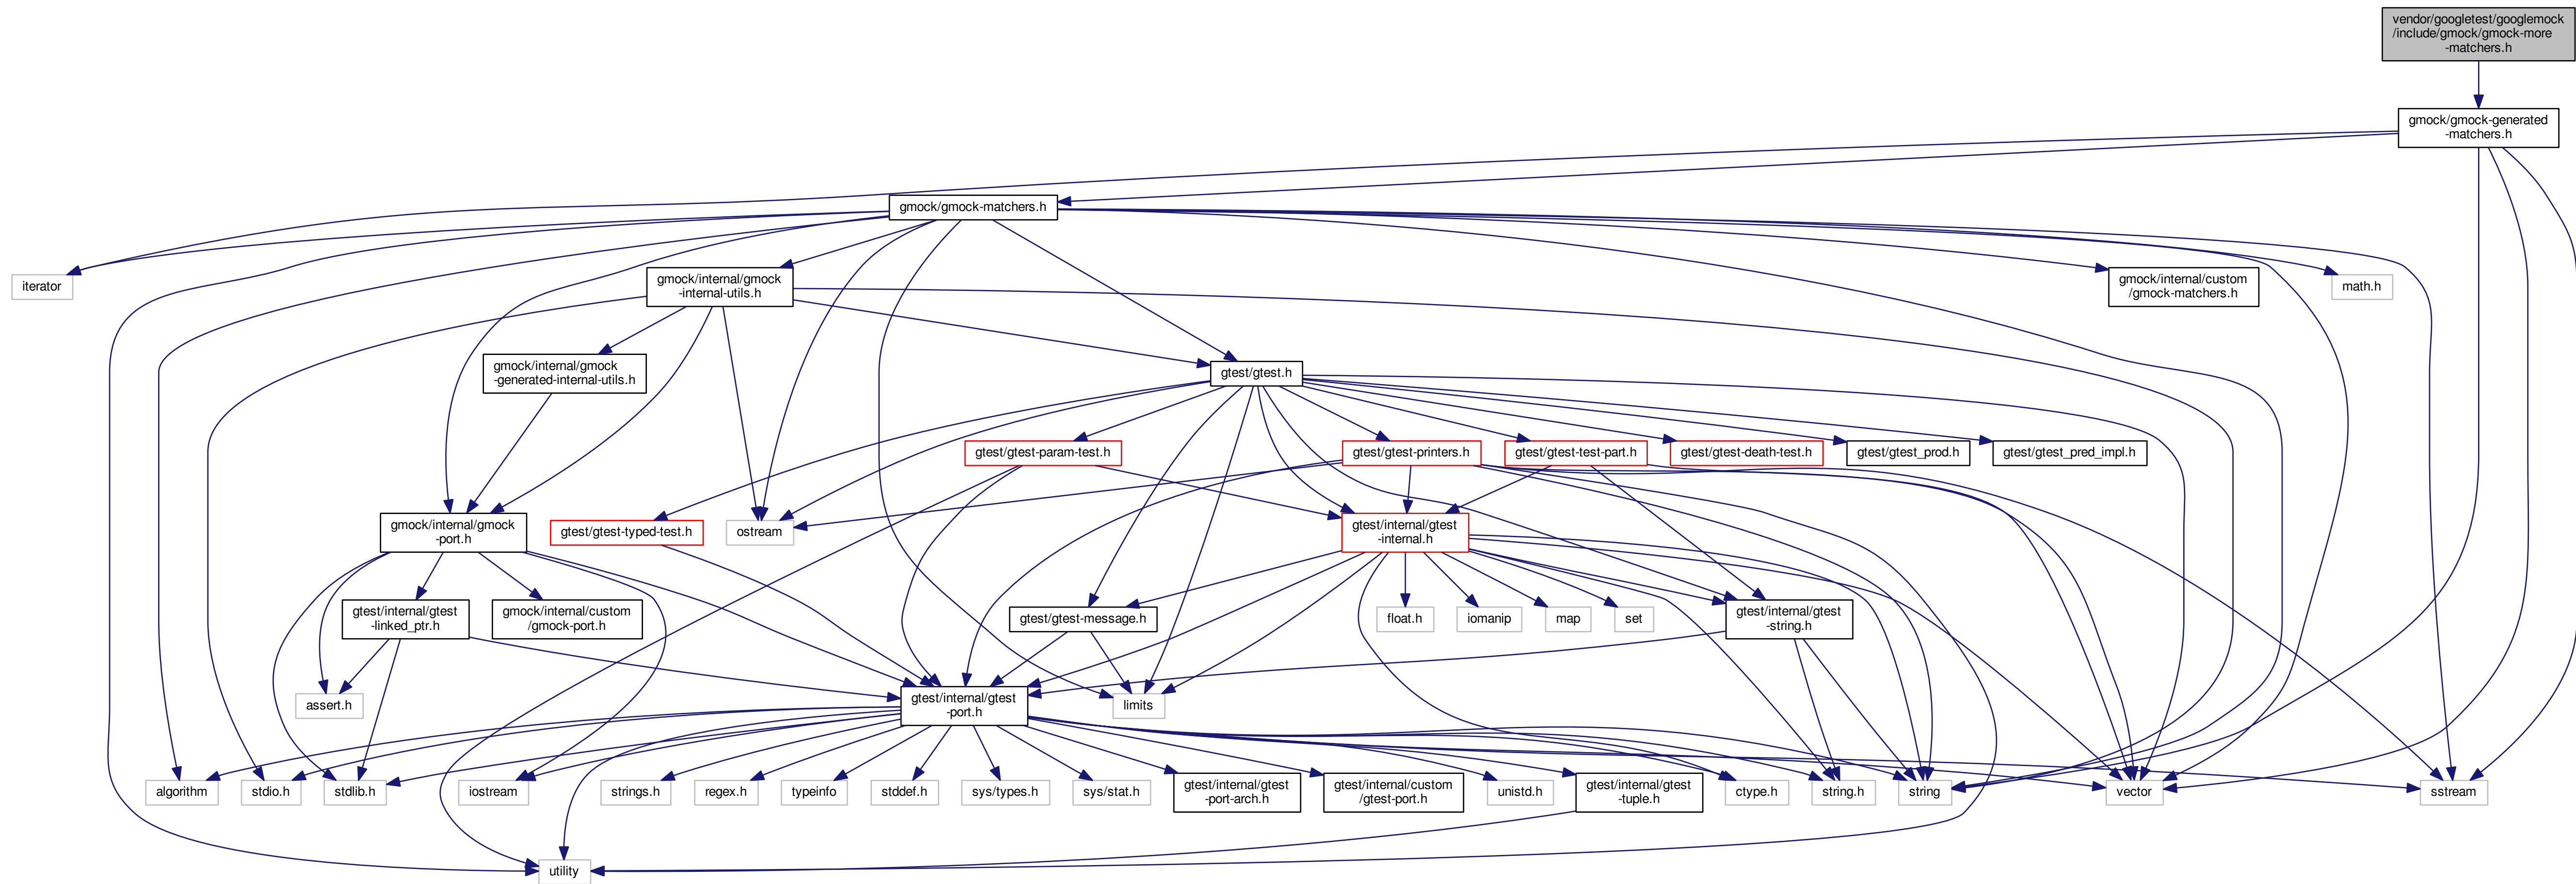 vendor/googletest/googlemock
/include/gmock/gmock-more
-matchers.h
gmock/gmock-generated
-matchers.h
gmock/gmock-matchers.h
iterator
gmock/internal/gmock
-internal-utils.h
gmock/internal/custom
/gmock-matchers.h
math.h
gmock/internal/gmock
-generated-internal-utils.h
gtest/gtest.h
gtest/gtest-param-test.h
gtest/gtest-printers.h
gtest/gtest-test-part.h
gtest/gtest-death-test.h
gtest/gtest_prod.h
gtest/gtest_pred_impl.h
gmock/internal/gmock
-port.h
gtest/gtest-typed-test.h
ostream
gtest/internal/gtest
-internal.h
gtest/internal/gtest
-linked_ptr.h
gmock/internal/custom
/gmock-port.h
gtest/gtest-message.h
float.h
iomanip
map
set
gtest/internal/gtest
-string.h
assert.h
gtest/internal/gtest
-port.h
limits
algorithm
stdio.h
stdlib.h
iostream
strings.h
regex.h
typeinfo
stddef.h
sys/types.h
sys/stat.h
gtest/internal/gtest
-port-arch.h
gtest/internal/custom
/gtest-port.h
unistd.h
gtest/internal/gtest
-tuple.h
ctype.h
string.h
string
vector
sstream
utility